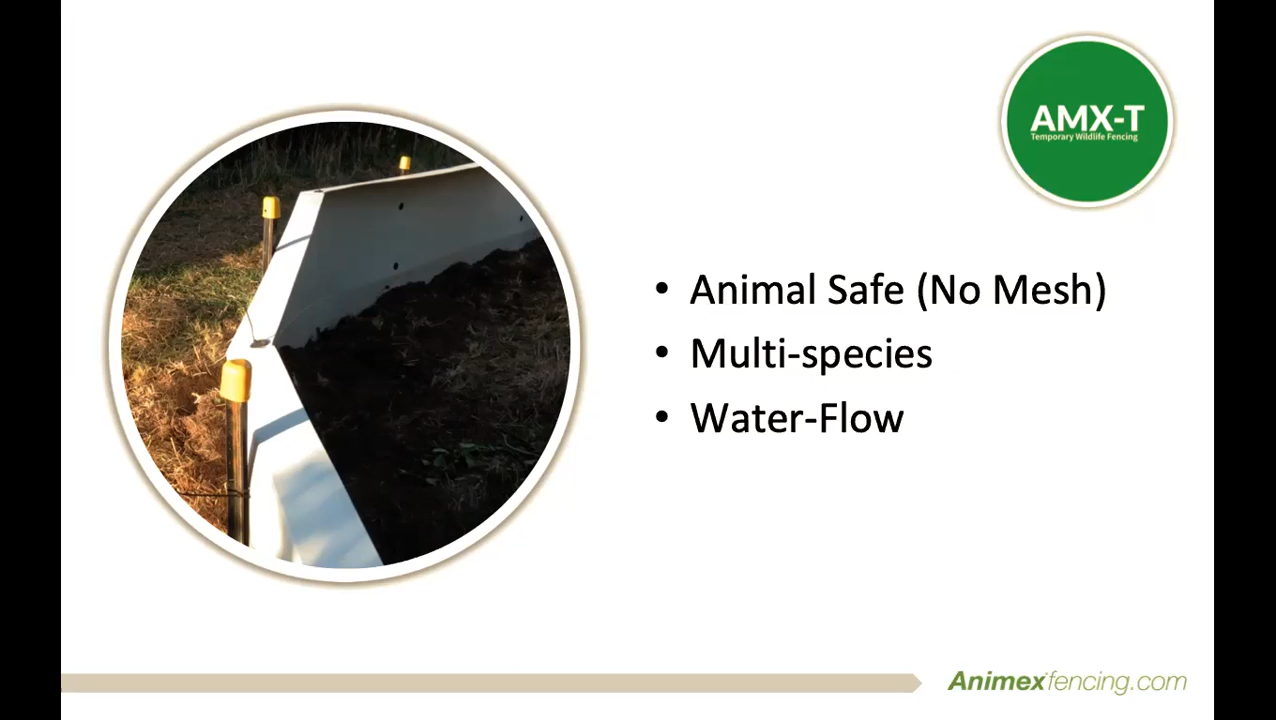 AMX-T
Temporary Wildlife Fencing
• Animal Safe (No Mesh)
• Multi-species
• Water-Flow
Animexfencing.com